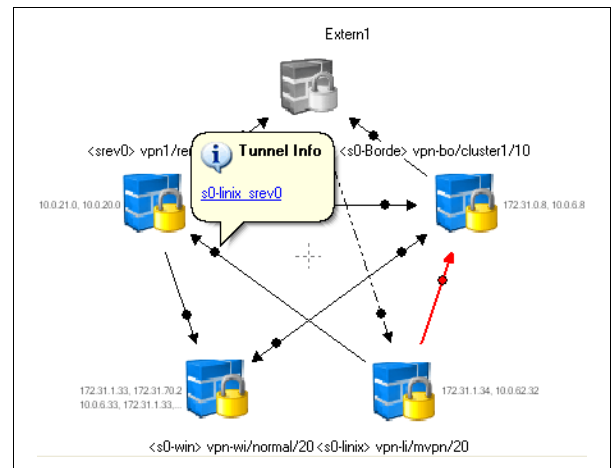 Extern1
<srev0> vpn1/re
<s0-Borde> vpn-bo/cluster1/10
Tunnel Info
s0-linix_srev0
10.0.21.0, 10.0.20.0
172.31.0.8, 10.0.6.8
172.31.1.33, 172.31.70.2
10.0.6.33, 172.31.1.33,...
172.31.1.34, 10.0.62.32
<s0-win> vpn-wi/normal/20
<s0-linix> vpn-li/mvpn/20